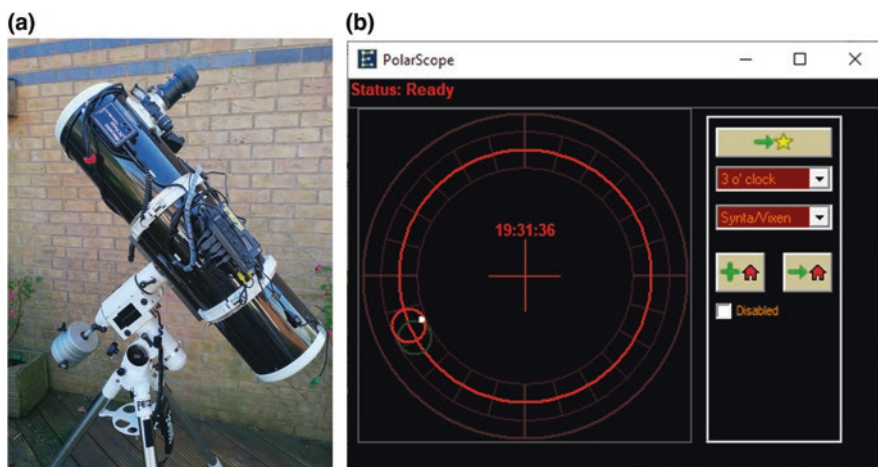 (a)
(b)
PolarScope
Status: Ready
19:31:36
3 o' clock
Synta/Vixen
Disabled